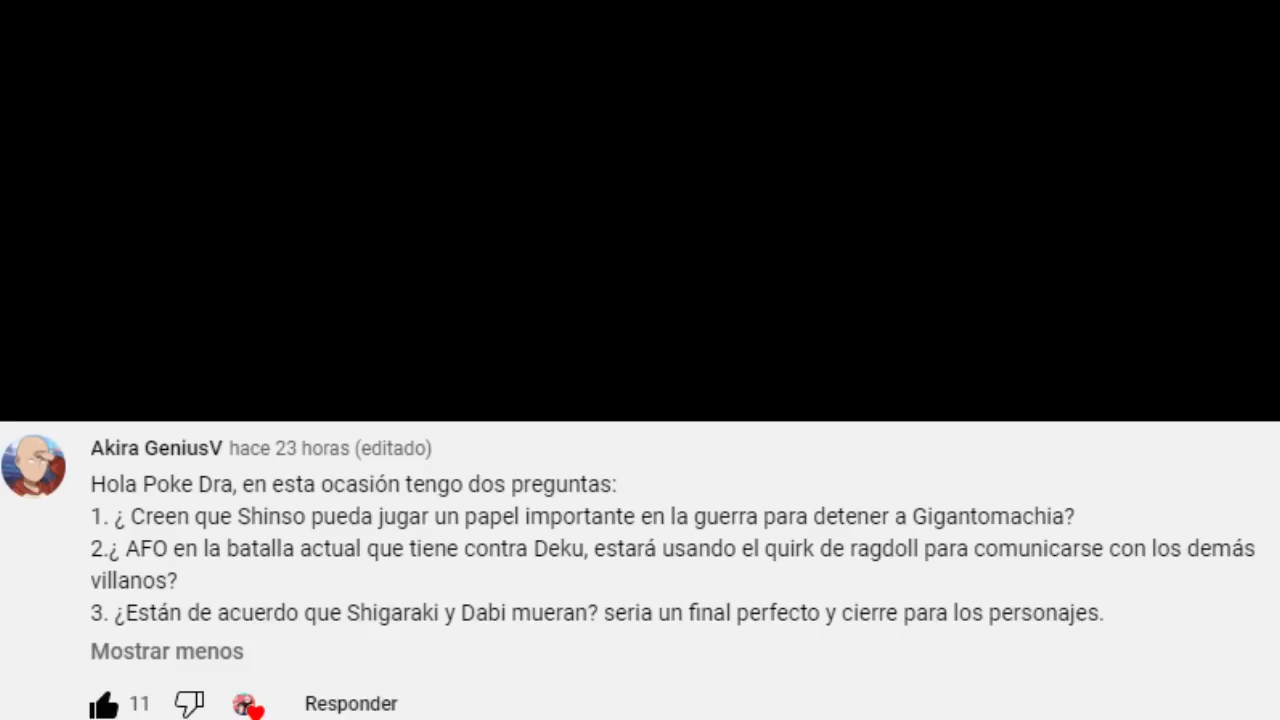 Akira GeniusV hace 23 horas (editado)
Hola Poke Dra, en esta ocasión tengo dos preguntas:
1. ¿ Creen que Shinso pueda jugar un papel importante en la guerra para detener a Gigantomachia?
2.¿ AFO en la batalla actual que tiene contra Deku, estará usando el quirk de ragdoll para comunicarse con los demás
villanos?
3. ¿Están de acuerdo que Shigaraki y Dabi mueran? seria un final perfecto y cierre para los personajes.
Mostrar menos
11 Responder